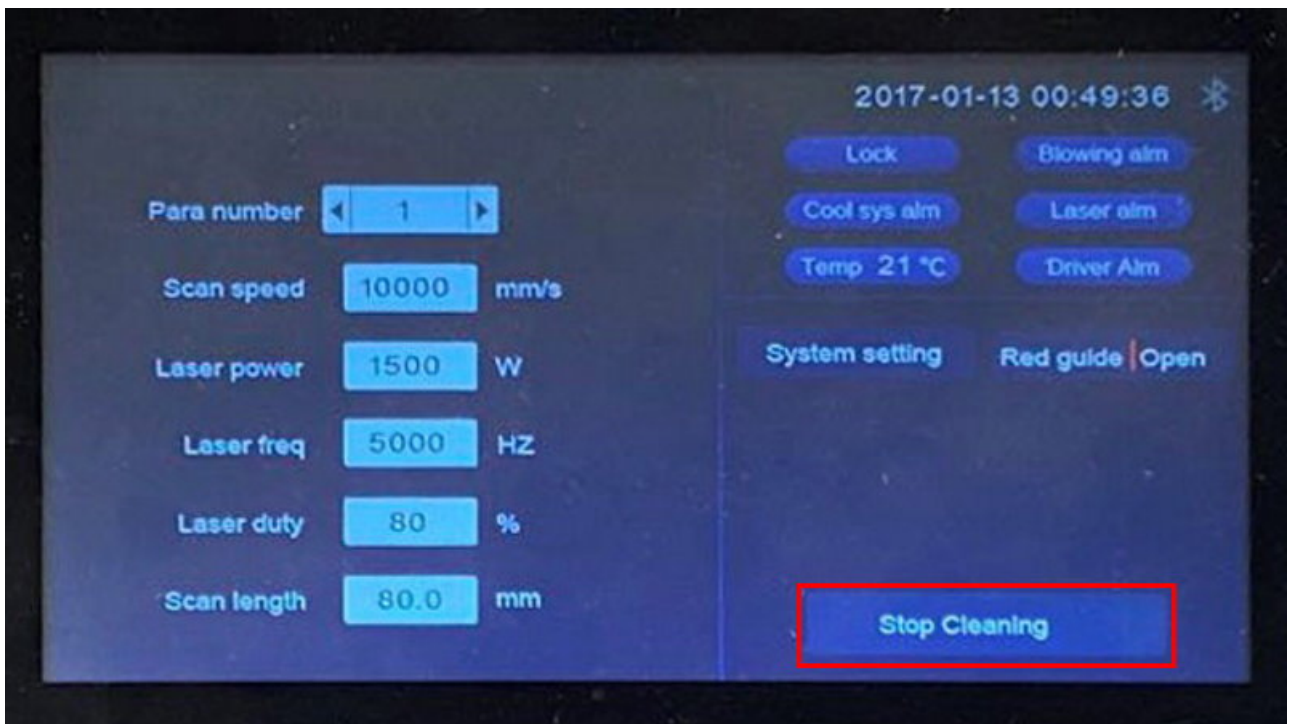 2017-01-13 00:49:36
Lock
Blowing alm
Para number 1
Cool sys alm
Laser alm
Scan speed 10000 mm/s
Temp 21 °C
Driver Alm
Laser power 1500 W
System setting
Red guide Open
Laser freq 5000 HZ
Laser duty 80 %
Scan length 80.0 mm
Stop Cleaning